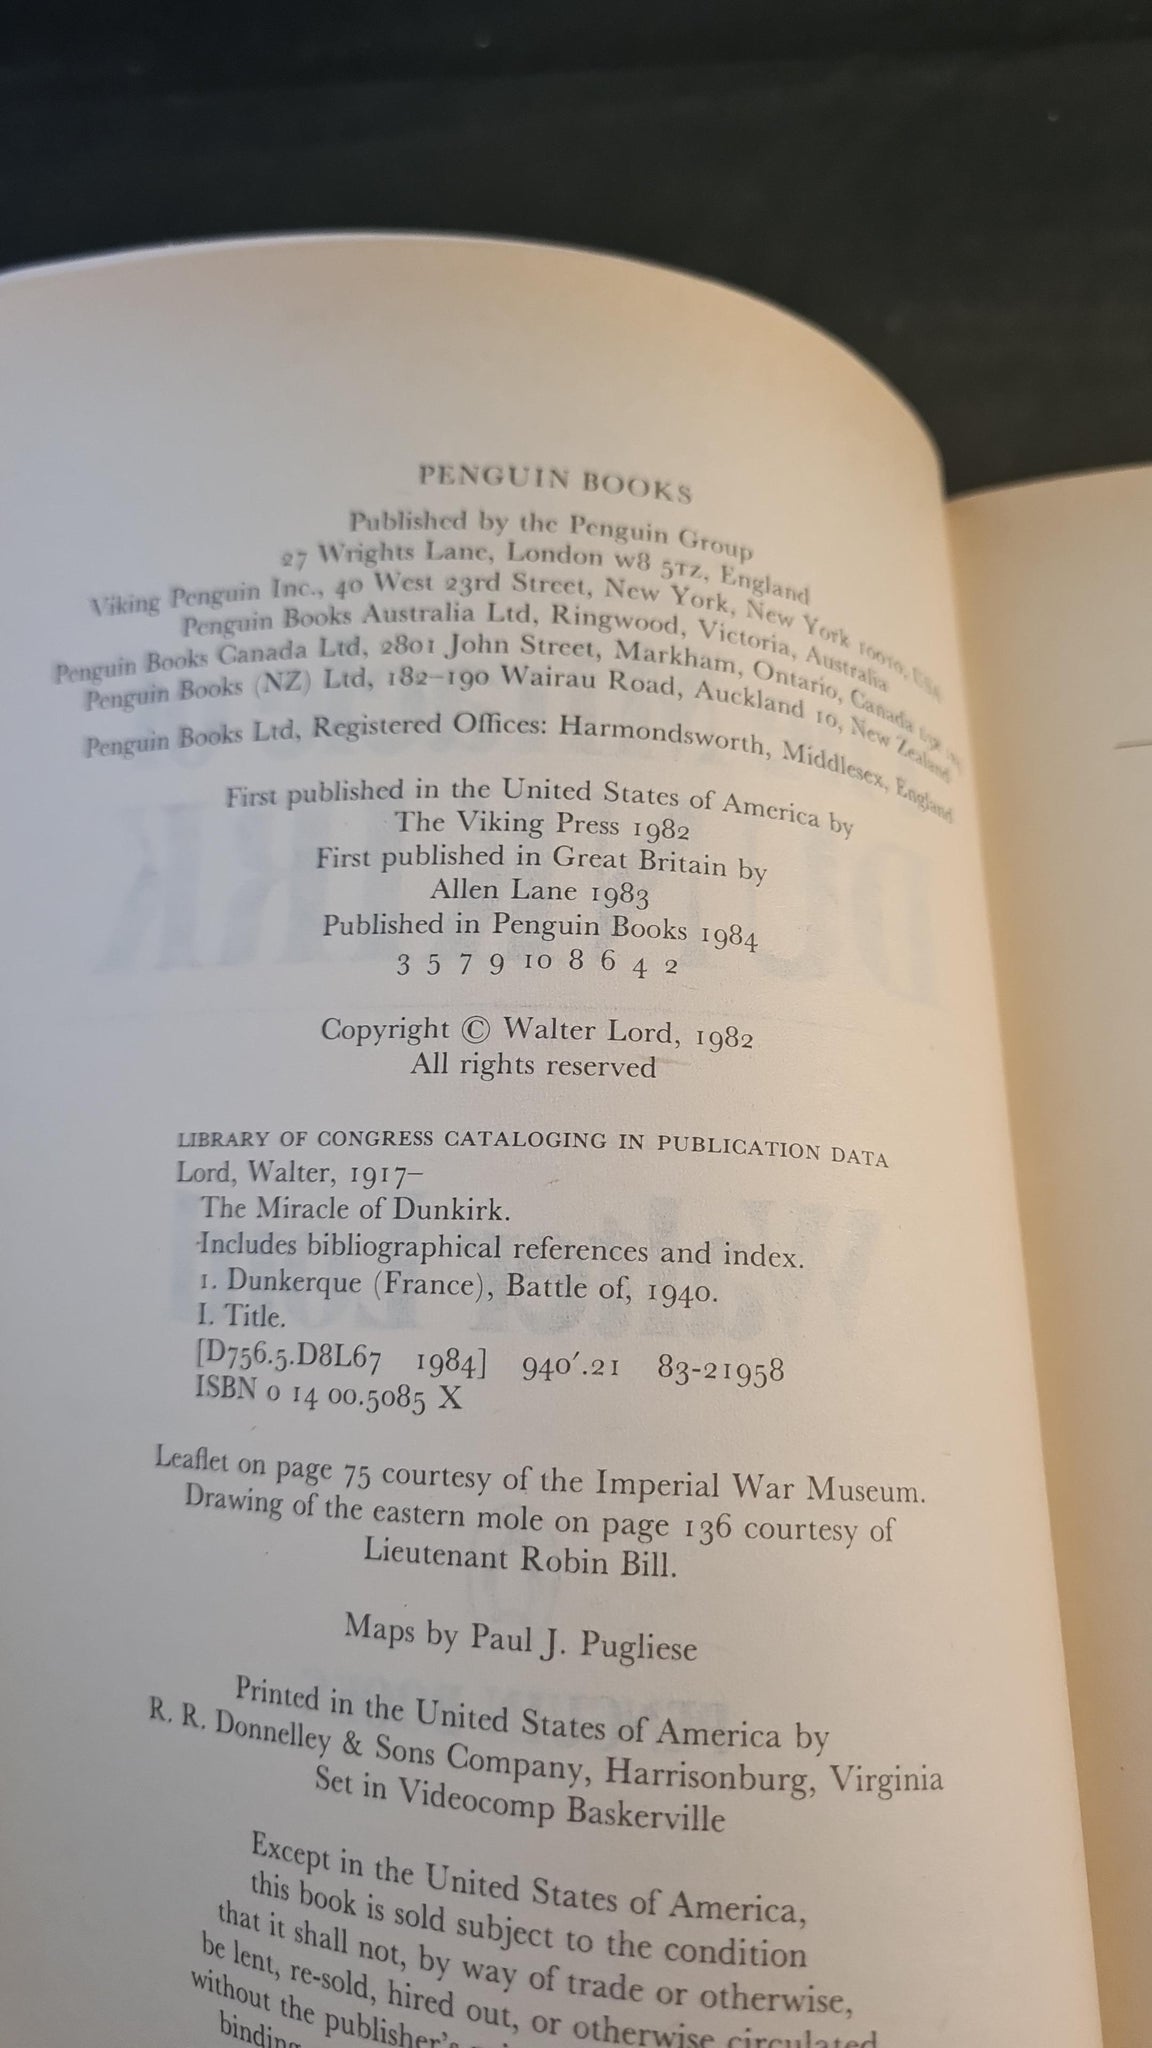 PENGUIN BOOKS
Published by the Penguin Group
27 Wrights Lane, London W8 5TZ, England
Viking Penguin Inc., 40 West 23rd Street, New York, New York 10010, USA
Penguin Books Australia Ltd, Ringwood, Victoria, Australia
Penguin Books Canada Ltd, 2801 John Street, Markham, Ontario, Canada
Penguin Books (NZ) Ltd, 182–190 Wairau Road, Auckland 10, New Zealand
Penguin Books Ltd, Registered Offices: Harmondsworth, Middlesex, England
First published in the United States of America by
The Viking Press 1982
First published in Great Britain by
Allen Lane 1983
Published in Penguin Books 1984
3 5 7 9 10 8 6 4 2
Copyright © Walter Lord, 1982
All rights reserved
LIBRARY OF CONGRESS CATALOGING IN PUBLICATION DATA
Lord, Walter, 1917–
The Miracle of Dunkirk.
Includes bibliographical references and index.
1. Dunkerque (France), Battle of, 1940.
I. Title.
[D756.5.D8L67 1984] 940′.21 83-21958
ISBN 0 14 00.5085 X
Leaflet on page 75 courtesy of the Imperial War Museum.
Drawing of the eastern mole on page 136 courtesy of
Lieutenant Robin Bill.
Maps by Paul J. Pugliese
Printed in the United States of America by
R. R. Donnelley & Sons Company, Harrisonburg, Virginia
Set in Videocomp Baskerville
Except in the United States of America,
this book is sold subject to the condition
that it shall not, by way of trade or otherwise,
be lent, re-sold, hired out, or otherwise circulated
without the publisher's
binding